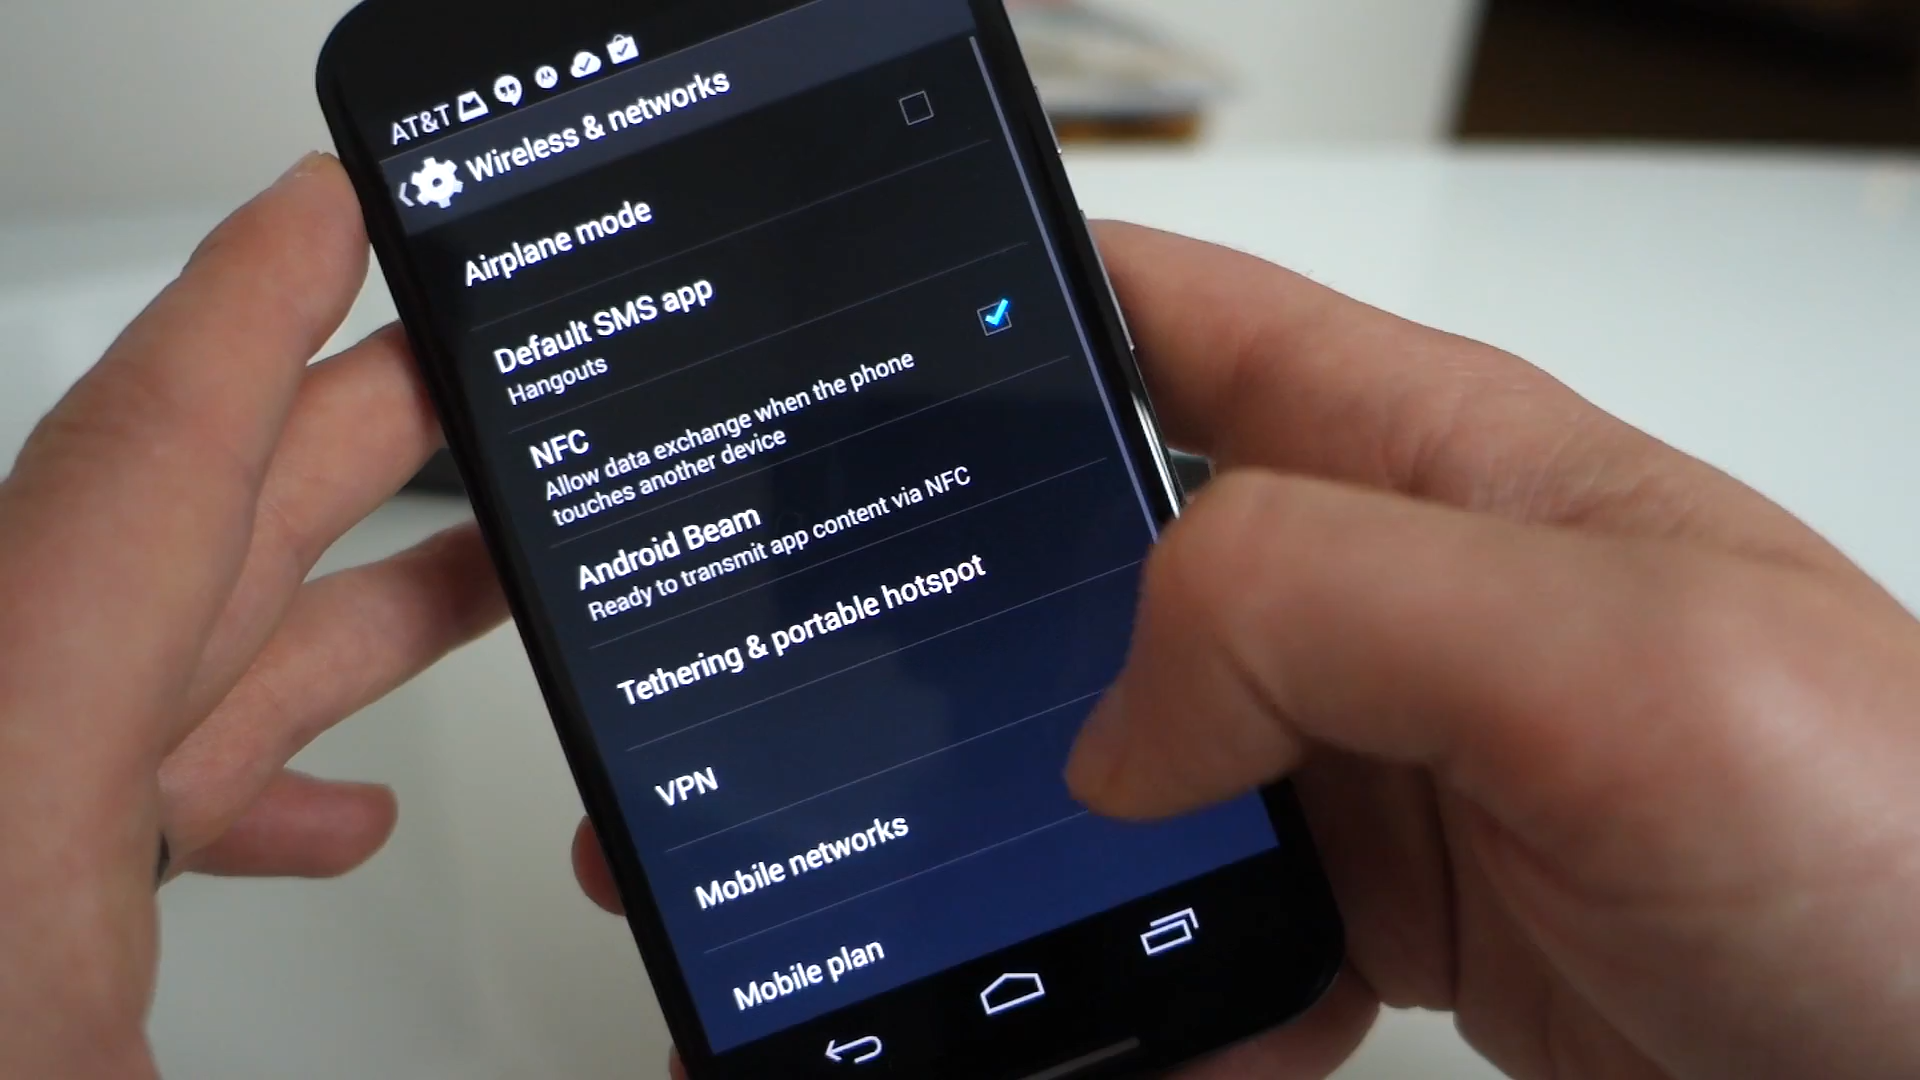 AT&T
Wireless & networks
Airplane mode
Default SMS app
Hangouts
NFC
Allow data exchange when the phone
touches another device
Android Beam
Ready to transmit app content via NFC
Tethering & portable hotspot
VPN
Mobile networks
Mobile plan